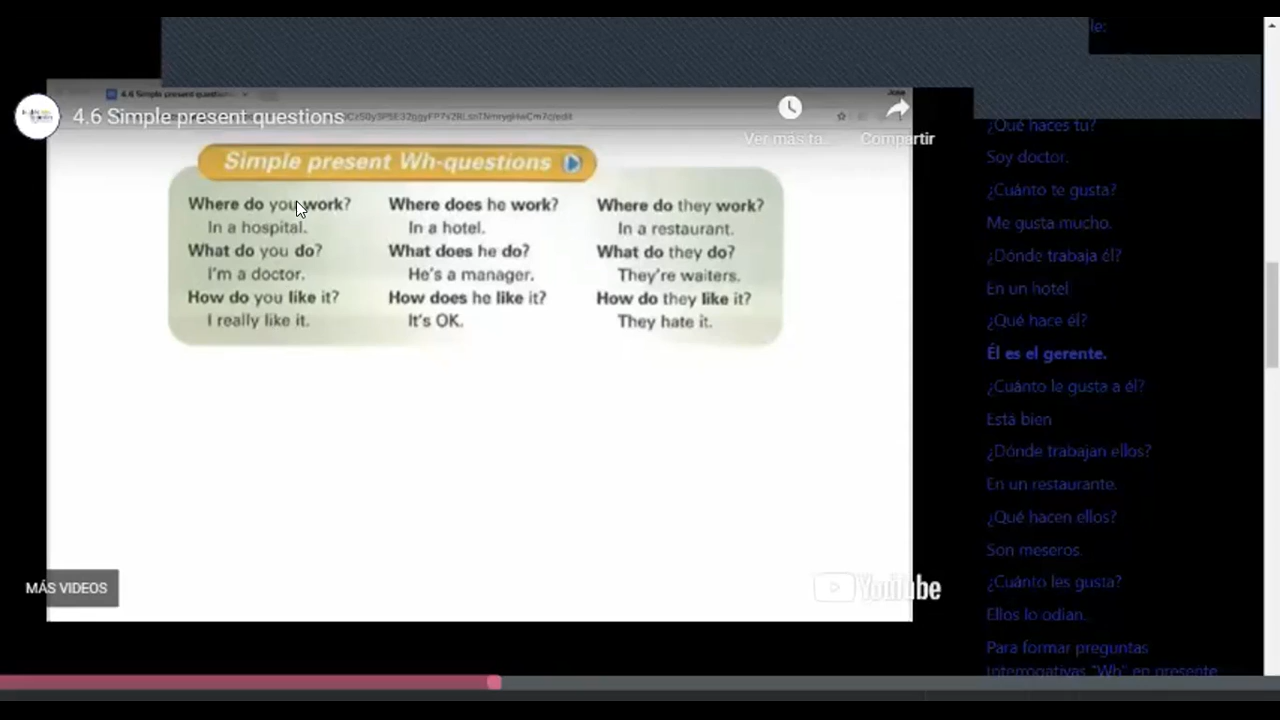 le:
4.6 Simple present questions
Ver más ta...
Compartir
Simple present Wh-questions
Where do you work?
In a hospital.
What do you do?
I'm a doctor.
How do you like it?
I really like it.
Where does he work?
In a hotel.
What does he do?
He's a manager.
How does he like it?
It's OK.
Where do they work?
In a restaurant.
What do they do?
They're waiters.
How do they like it?
They hate it.
MÁS VIDEOS
YouTube
¿Qué haces tú?
Soy doctor.
¿Cuánto te gusta?
Me gusta mucho.
¿Dónde trabaja él?
En un hotel
¿Qué hace él?
Él es el gerente.
¿Cuánto le gusta a él?
Está bien
¿Dónde trabajan ellos?
En un restaurante.
¿Qué hacen ellos?
Son meseros.
¿Cuánto les gusta?
Ellos lo odian.
Para formar preguntas
interrogativas "Wh" en presente